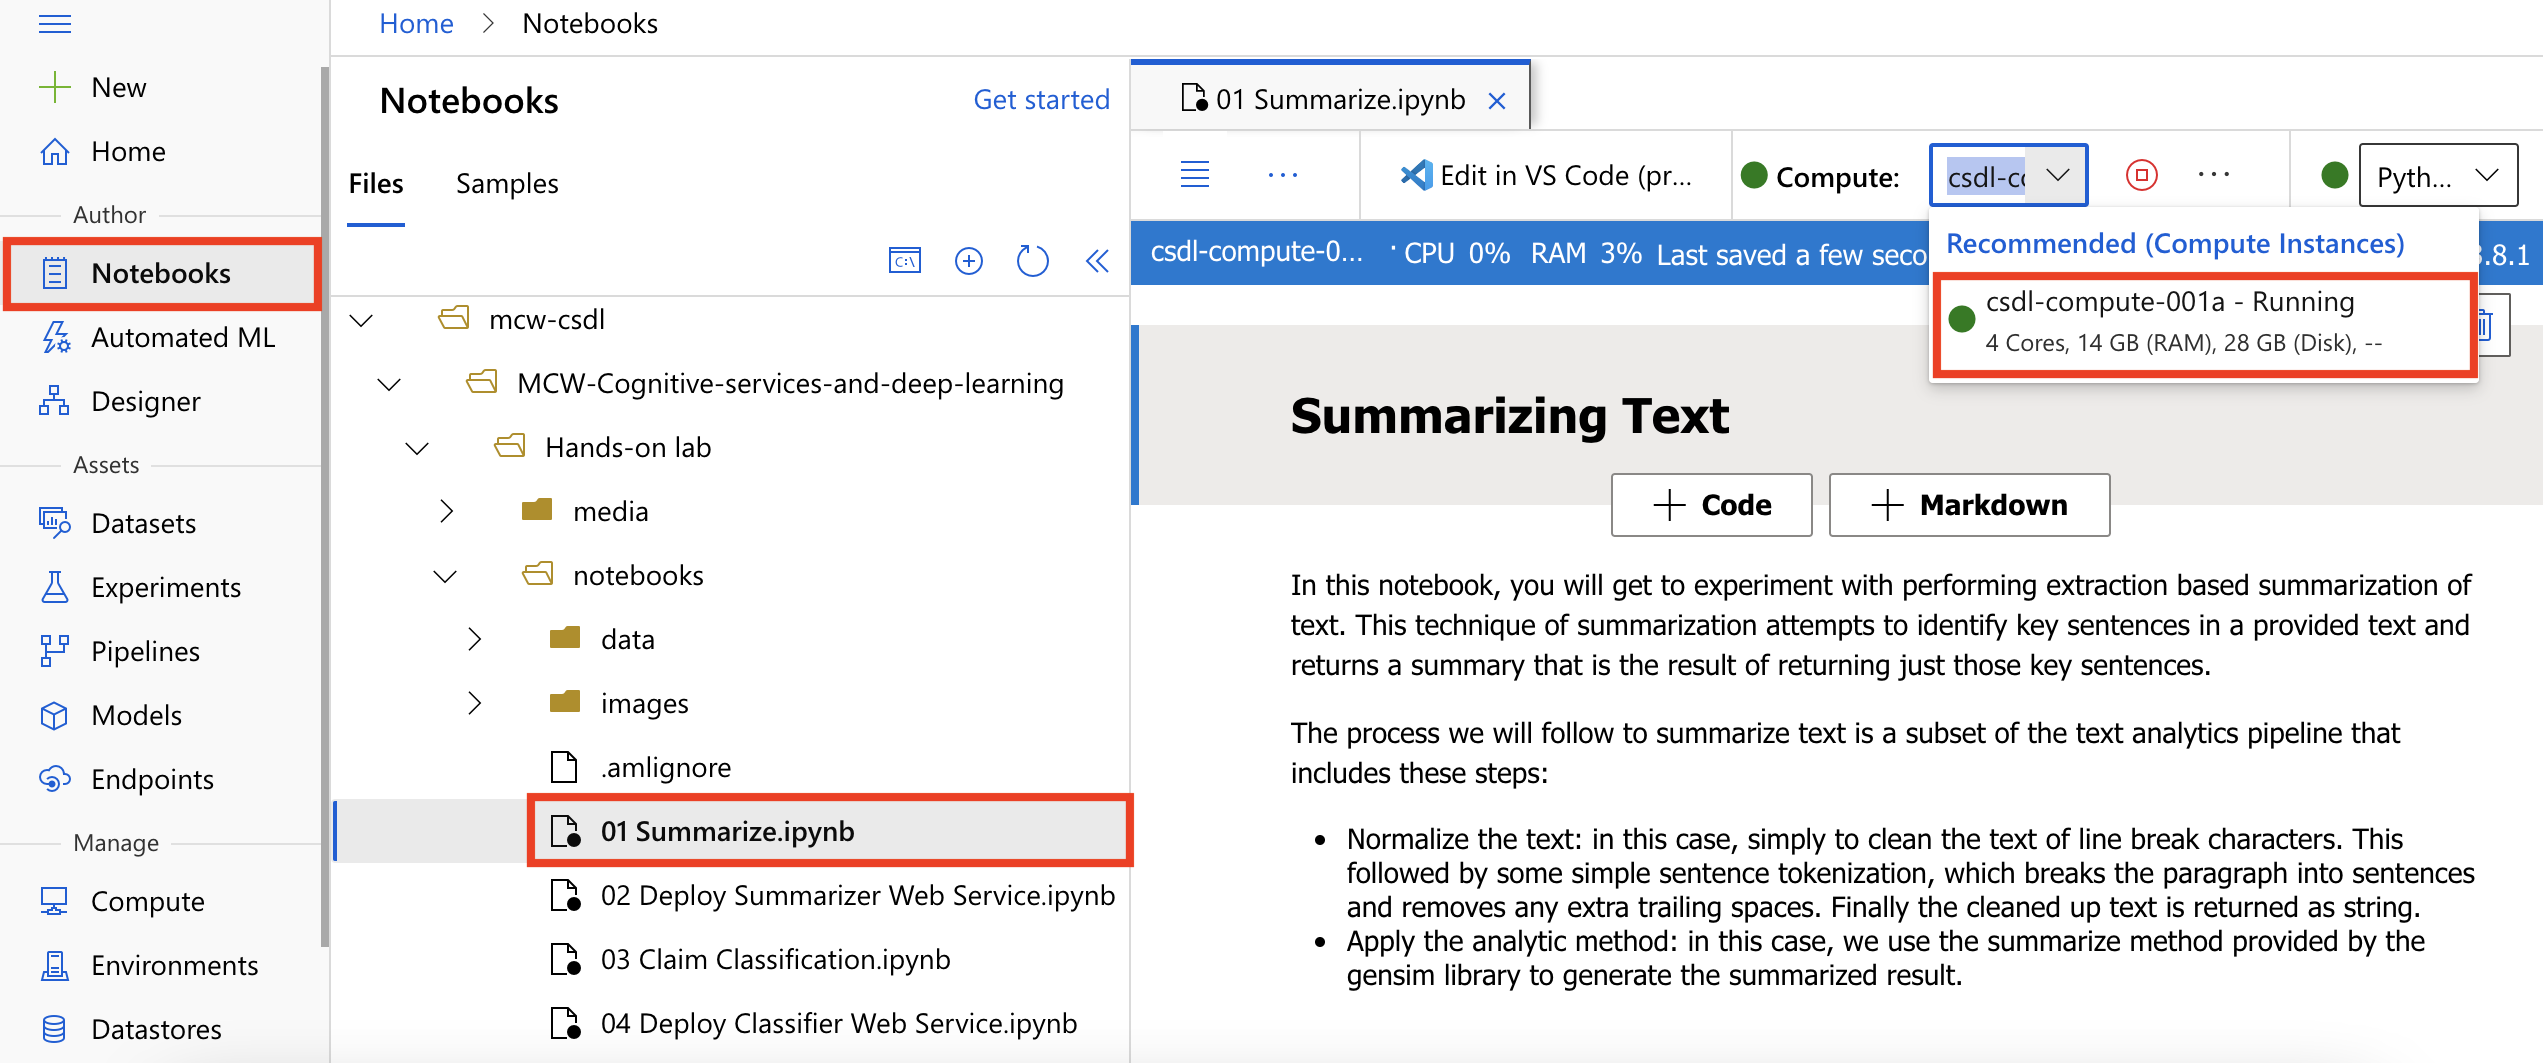 Home > Notebooks
New
Home
Author
Notebooks
Automated ML
Designer
Assets
Datasets
Experiments
Pipelines
Models
Endpoints
Manage
Compute
Environments
Datastores
Notebooks
Get started
Files
Samples
C:\
mcw-csdl
MCW-Cognitive-services-and-deep-learning
Hands-on lab
media
notebooks
data
images
.amlignore
01 Summarize.ipynb
02 Deploy Summarizer Web Service.ipynb
03 Claim Classification.ipynb
04 Deploy Classifier Web Service.ipynb
01 Summarize.ipynb
Edit in VS Code (pr...
Compute:
csdl-co
Pyth...
csdl-compute-0... · CPU 0% RAM 3% Last saved a few seco
.8.1
Recommended (Compute Instances)
csdl-compute-001a - Running
4 Cores, 14 GB (RAM), 28 GB (Disk), --
Summarizing Text
Code
Markdown
In this notebook, you will get to experiment with performing extraction based summarization of
text. This technique of summarization attempts to identify key sentences in a provided text and
returns a summary that is the result of returning just those key sentences.
The process we will follow to summarize text is a subset of the text analytics pipeline that
includes these steps:
• Normalize the text: in this case, simply to clean the text of line break characters. This
followed by some simple sentence tokenization, which breaks the paragraph into sentences
and removes any extra trailing spaces. Finally the cleaned up text is returned as string.
• Apply the analytic method: in this case, we use the summarize method provided by the
gensim library to generate the summarized result.